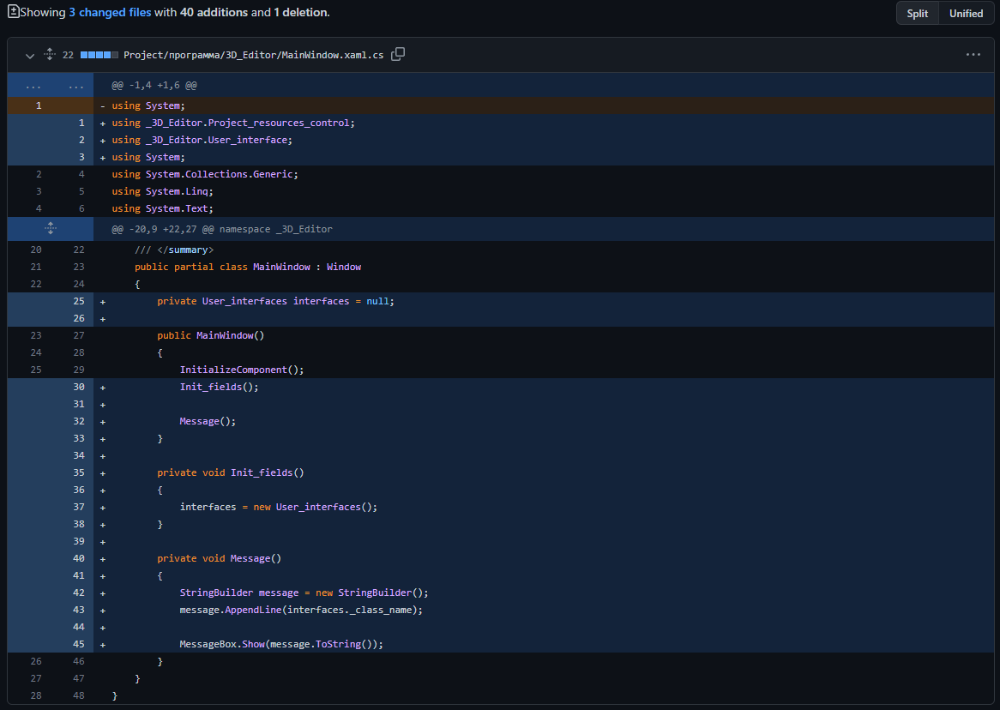 Showing 3 changed files with 40 additions and 1 deletion.
Split Unified
22 Project/программа/3D_Editor/MainWindow.xaml.cs ...
... ... @@ -1,4 +1,6 @@
1 - using System;
1 + using _3D_Editor.Project_resources_control;
2 + using _3D_Editor.User_interface;
3 + using System;
2 4 using System.Collections.Generic;
3 5 using System.Linq;
4 6 using System.Text;
@@ -20,9 +22,27 @@ namespace _3D_Editor
20 22 /// </summary>
21 23 public partial class MainWindow : Window
22 24 {
25 + private User_interfaces interfaces = null;
26 +
23 27 public MainWindow()
24 28 {
25 29 InitializeComponent();
30 + Init_fields();
31 +
32 + Message();
33 + }
34 +
35 + private void Init_fields()
36 + {
37 + interfaces = new User_interfaces();
38 + }
39 +
40 + private void Message()
41 + {
42 + StringBuilder message = new StringBuilder();
43 + message.AppendLine(interfaces._class_name);
44 +
45 + MessageBox.Show(message.ToString());
26 46 }
27 47 }
28 48 }